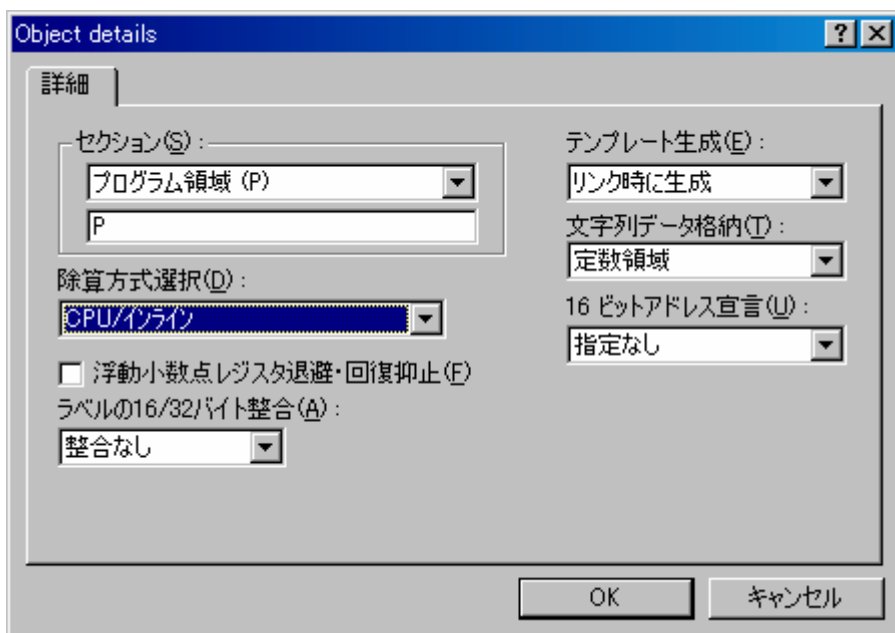 Object details
詳細
セクション(S) :
プログラム領域 (P)
P
除算方式選択(D) :
CPU/インライン
浮動小数点レジスタ退避・回復抑止(F)
ラベルの16/32バイト整合(A) :
整合なし
テンプレート生成(E) :
リンク時に生成
文字列データ格納(T) :
定数領域
16 ビットアドレス宣言(U) :
指定なし
OK
キャンセル